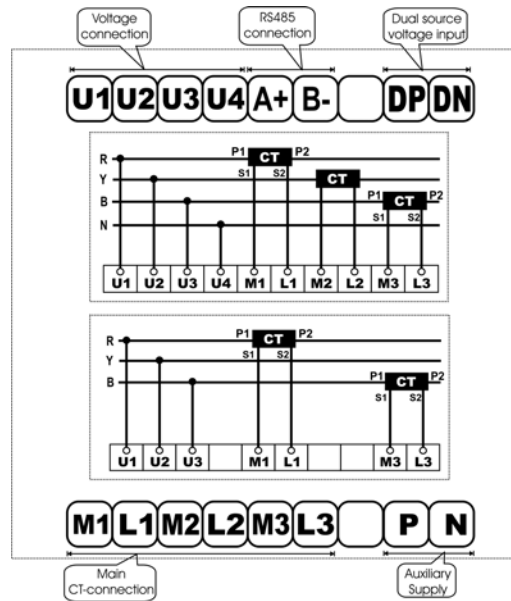 Voltage
connection
RS485
connection
Dual source
voltage input
U1 U2 U3 U4 A+ B- DP DN
P1 CT P2
R
S1 S2
Y
CT
P1 CT P2
B
S1 S2
N
U1 U2 U3 U4 M1 L1 M2 L2 M3 L3
P1 CT P2
R
S1 S2
Y
P1 CT P2
B
S1 S2
U1 U2 U3 M1 L1 M3 L3
M1 L1 M2 L2 M3 L3 P N
Main
CT-connection
Auxiliary
Supply